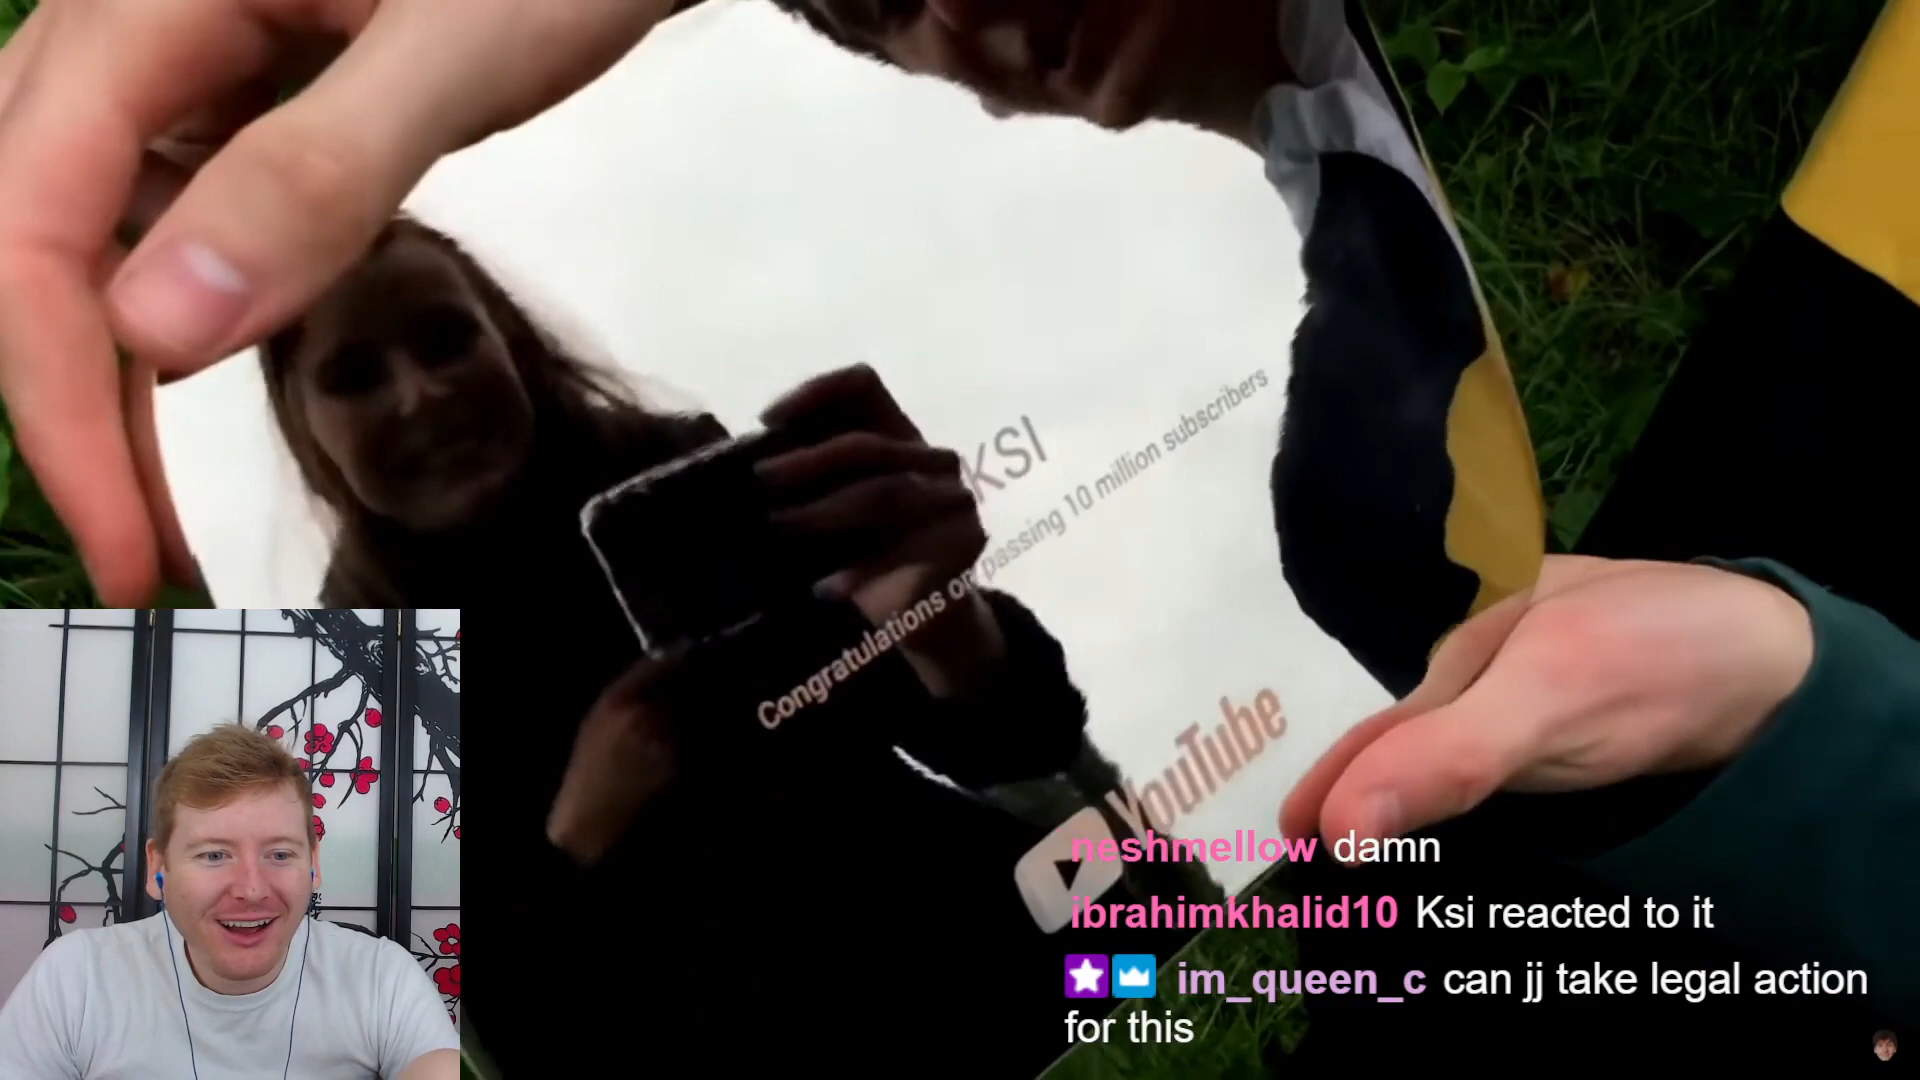 KSI
Congratulations on passing 10 million subscribers
YouTube
neshmellow damn
ibrahimkhalid10 Ksi reacted to it
im_queen_c can jj take legal action
for this